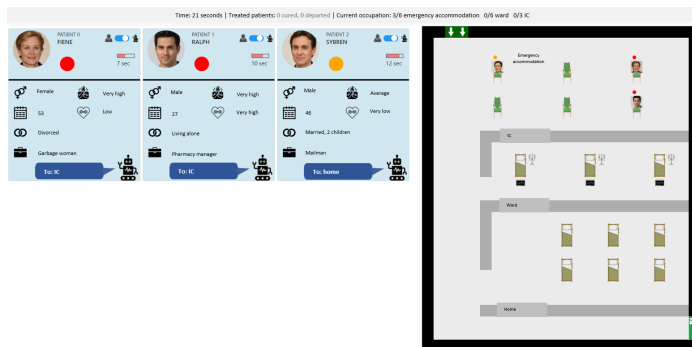 Time: 21 seconds | Treated patients: 0 cured, 0 departed | Current occupation: 3/6 emergency accommodation 0/6 ward 0/3 IC
PATIENT 0
FIENE
7 sec
Female
Very high
53
Low
Divorced
Garbage woman
To: IC
PATIENT 1
RALPH
10 sec
Male
Very high
27
Very high
Living alone
Pharmacy manager
To: IC
PATIENT 2
SYBREN
12 sec
Male
Average
46
Very low
Married, 2 children
Mailman
To: home
Emergency
accommodation
IC
Ward
Home